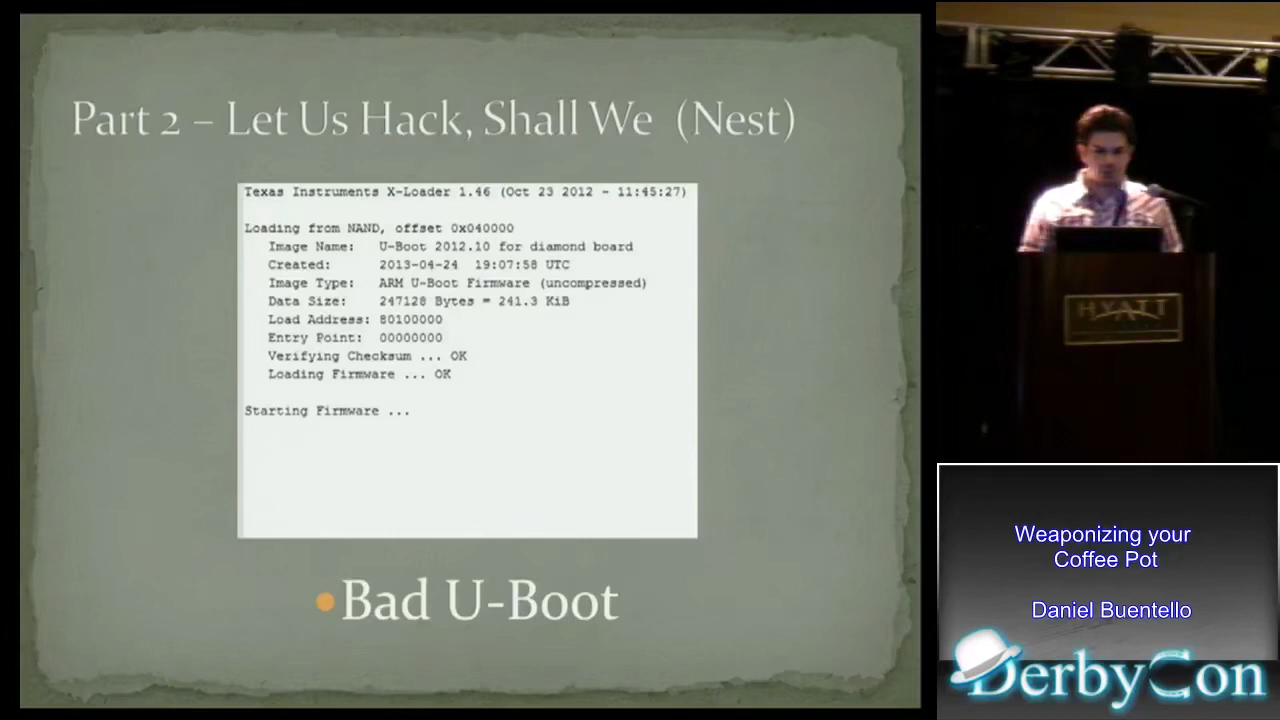 Part 2 – Let Us Hack, Shall We (Nest)
Texas Instruments X-Loader 1.46 (Oct 23 2012 - 11:45:27)
Loading from NAND, offset 0x040000
Image Name: U-Boot 2012.10 for diamond board
Created: 2013-04-24 19:07:58 UTC
Image Type: ARM U-Boot Firmware (uncompressed)
Data Size: 247128 Bytes = 241.3 KiB
Load Address: 80100000
Entry Point: 00000000
Verifying Checksum ... OK
Loading Firmware ... OK
Starting Firmware ...
•Bad U-Boot
HYATT
Weaponizing your
Coffee Pot
Daniel Buentello
DerbyCon